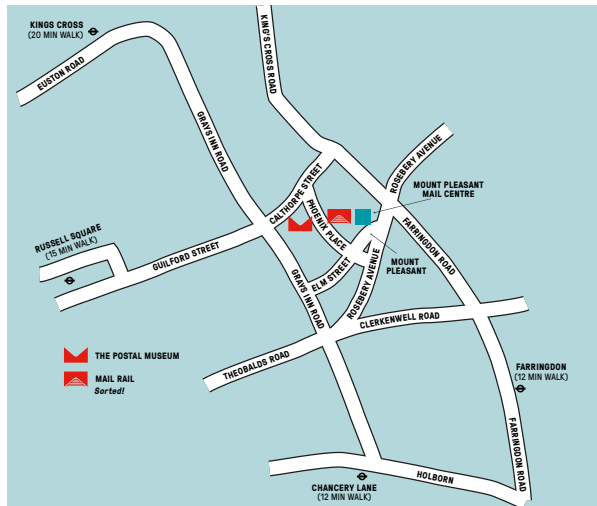 KINGS CROSS
(20 MIN WALK)
EUSTON ROAD
KING'S CROSS ROAD
GRAYS INN ROAD
ROSEBERY AVENUE
CALTHORPE STREET
MOUNT PLEASANT
MAIL CENTRE
PHOENIX PLACE
RUSSELL SQUARE
(15 MIN WALK)
GUILFORD STREET
FARRINGDON ROAD
MOUNT
PLEASANT
ELM STREET
ROSEBERY AVENUE
GRAYS INN ROAD
CLERKENWELL ROAD
THE POSTAL MUSEUM
THEOBALDS ROAD
MAIL RAIL
Sorted!
FARRINGDON
(12 MIN WALK)
FARRINGDON ROAD
HOLBORN
CHANCERY LANE
(12 MIN WALK)